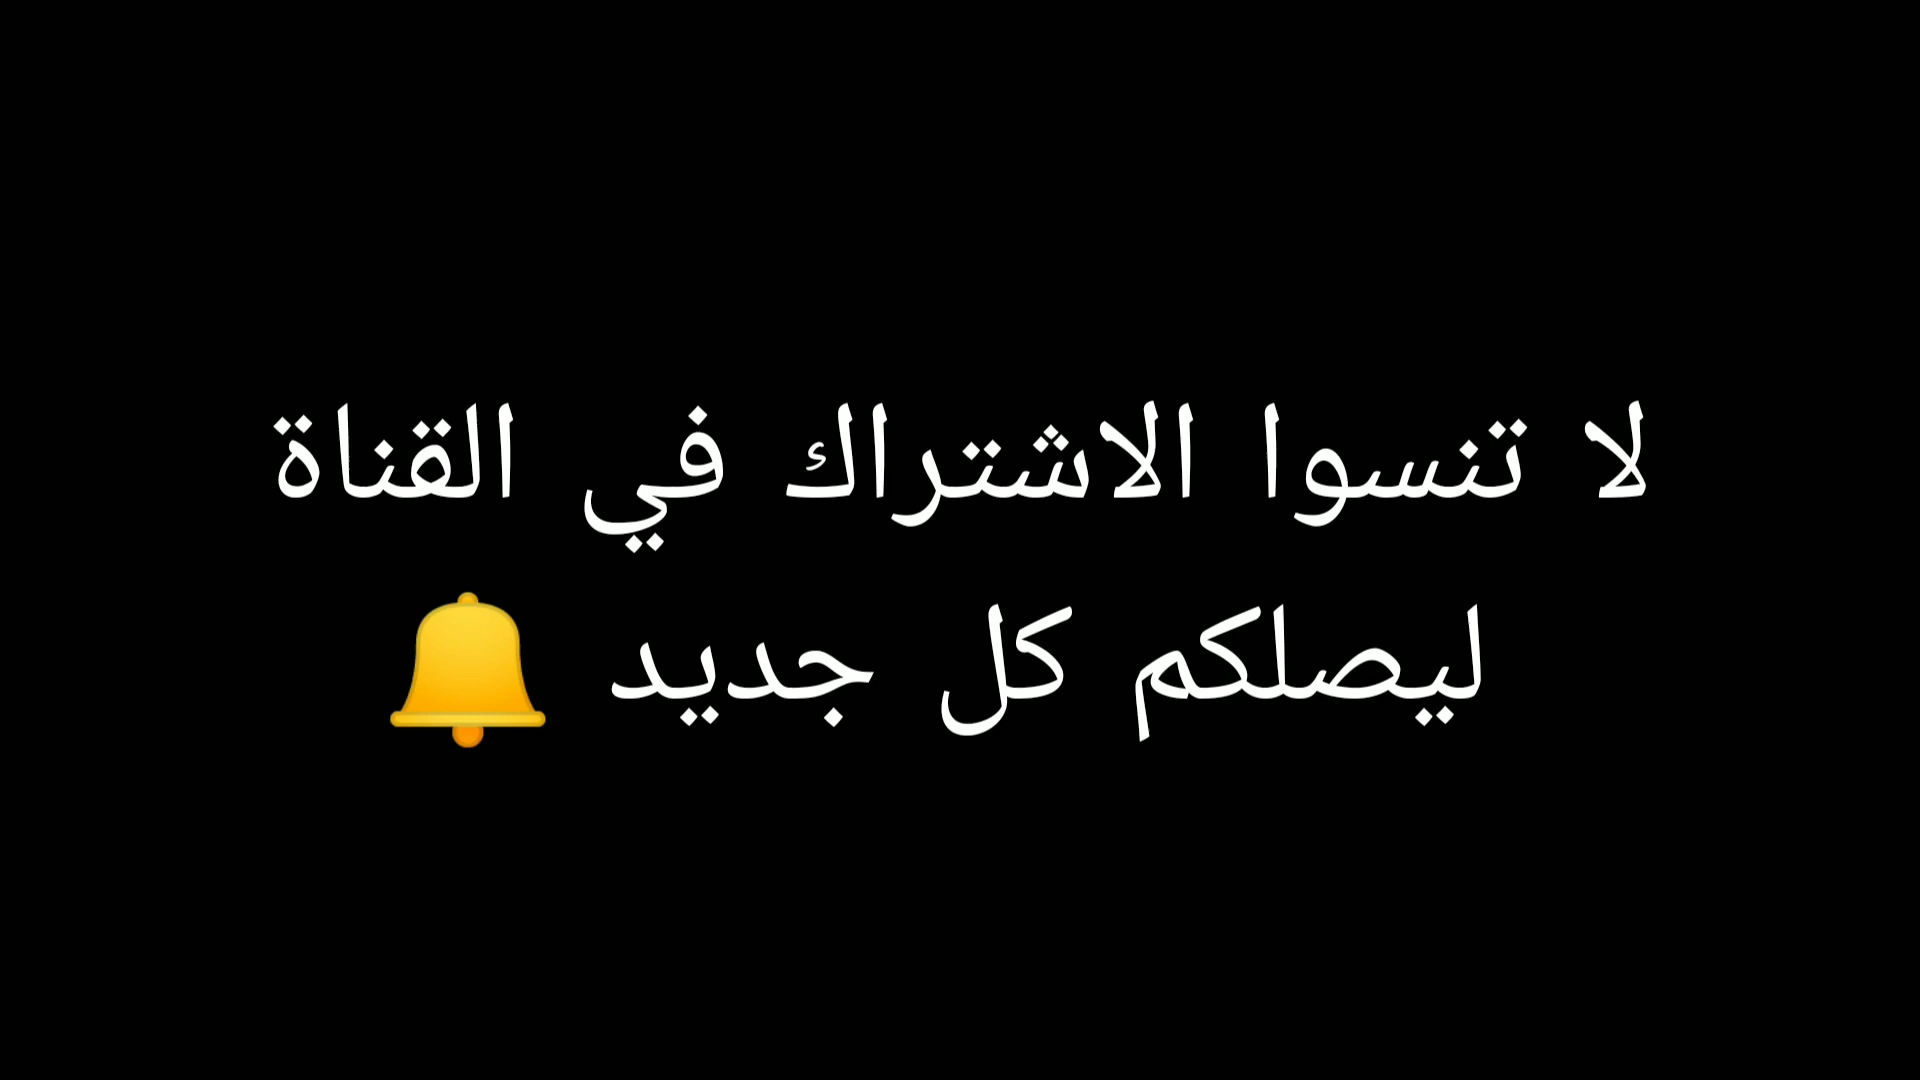 لا تنسوا الاشتراك في القناة
ليصلكم كل جديد 🔔